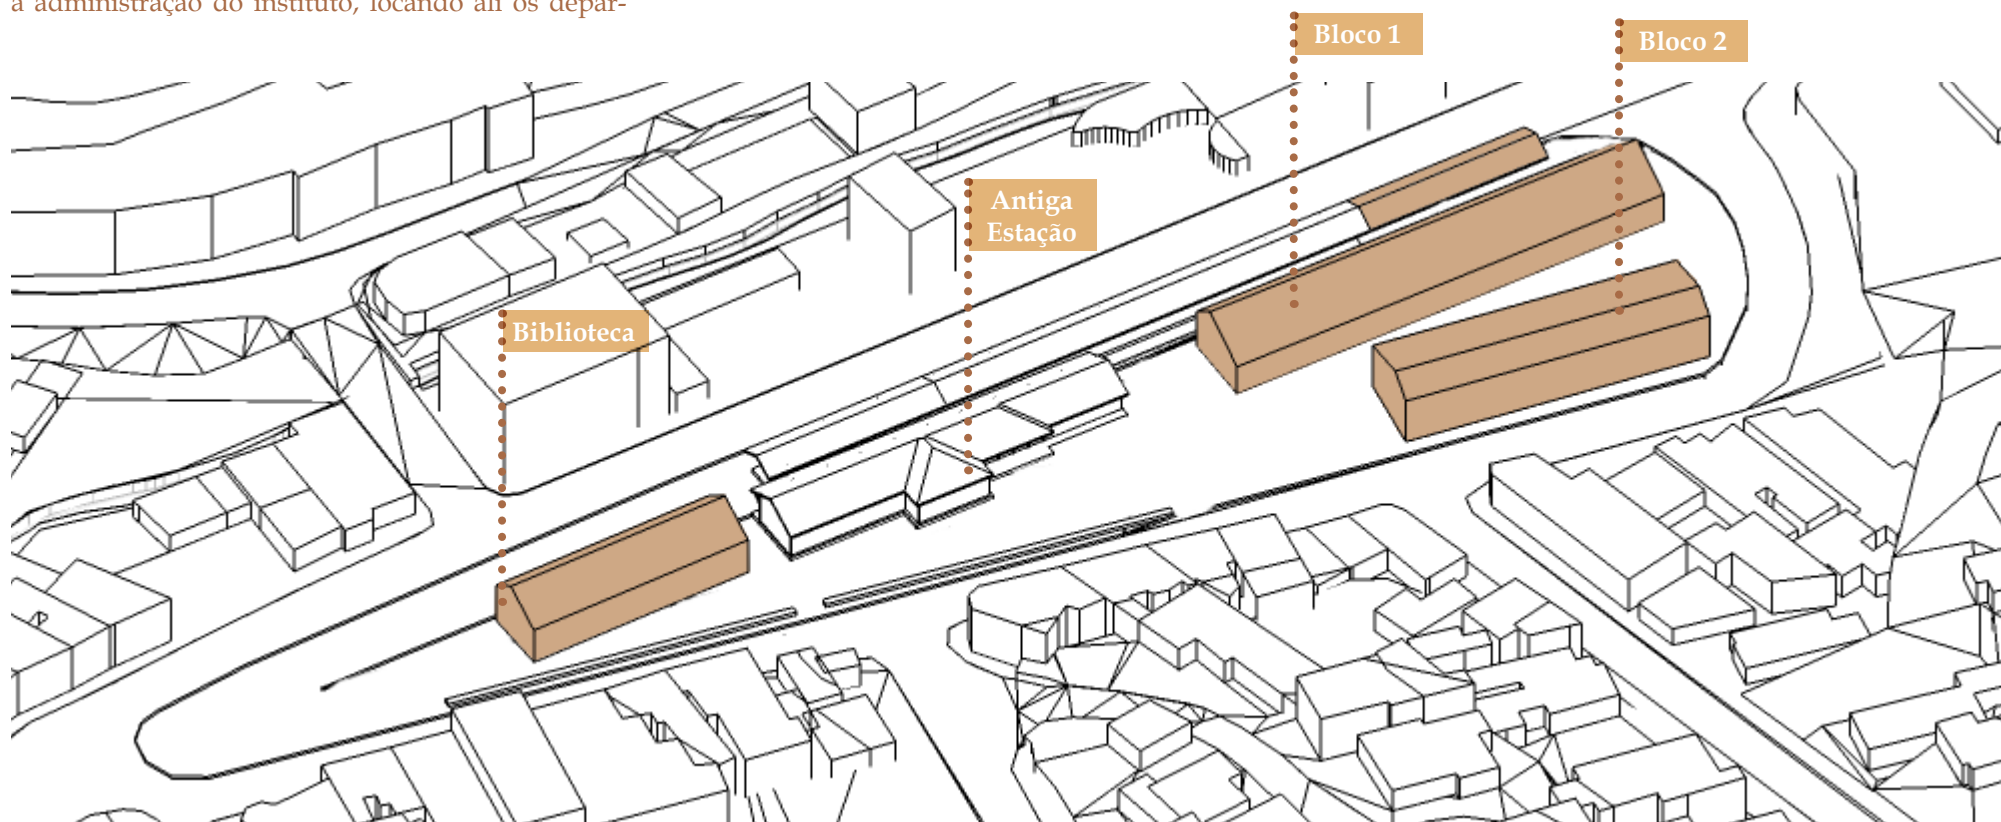 a administração do instituto, locando ali os depar-
Bloco 1
Bloco 2
Antiga
Estação
Biblioteca